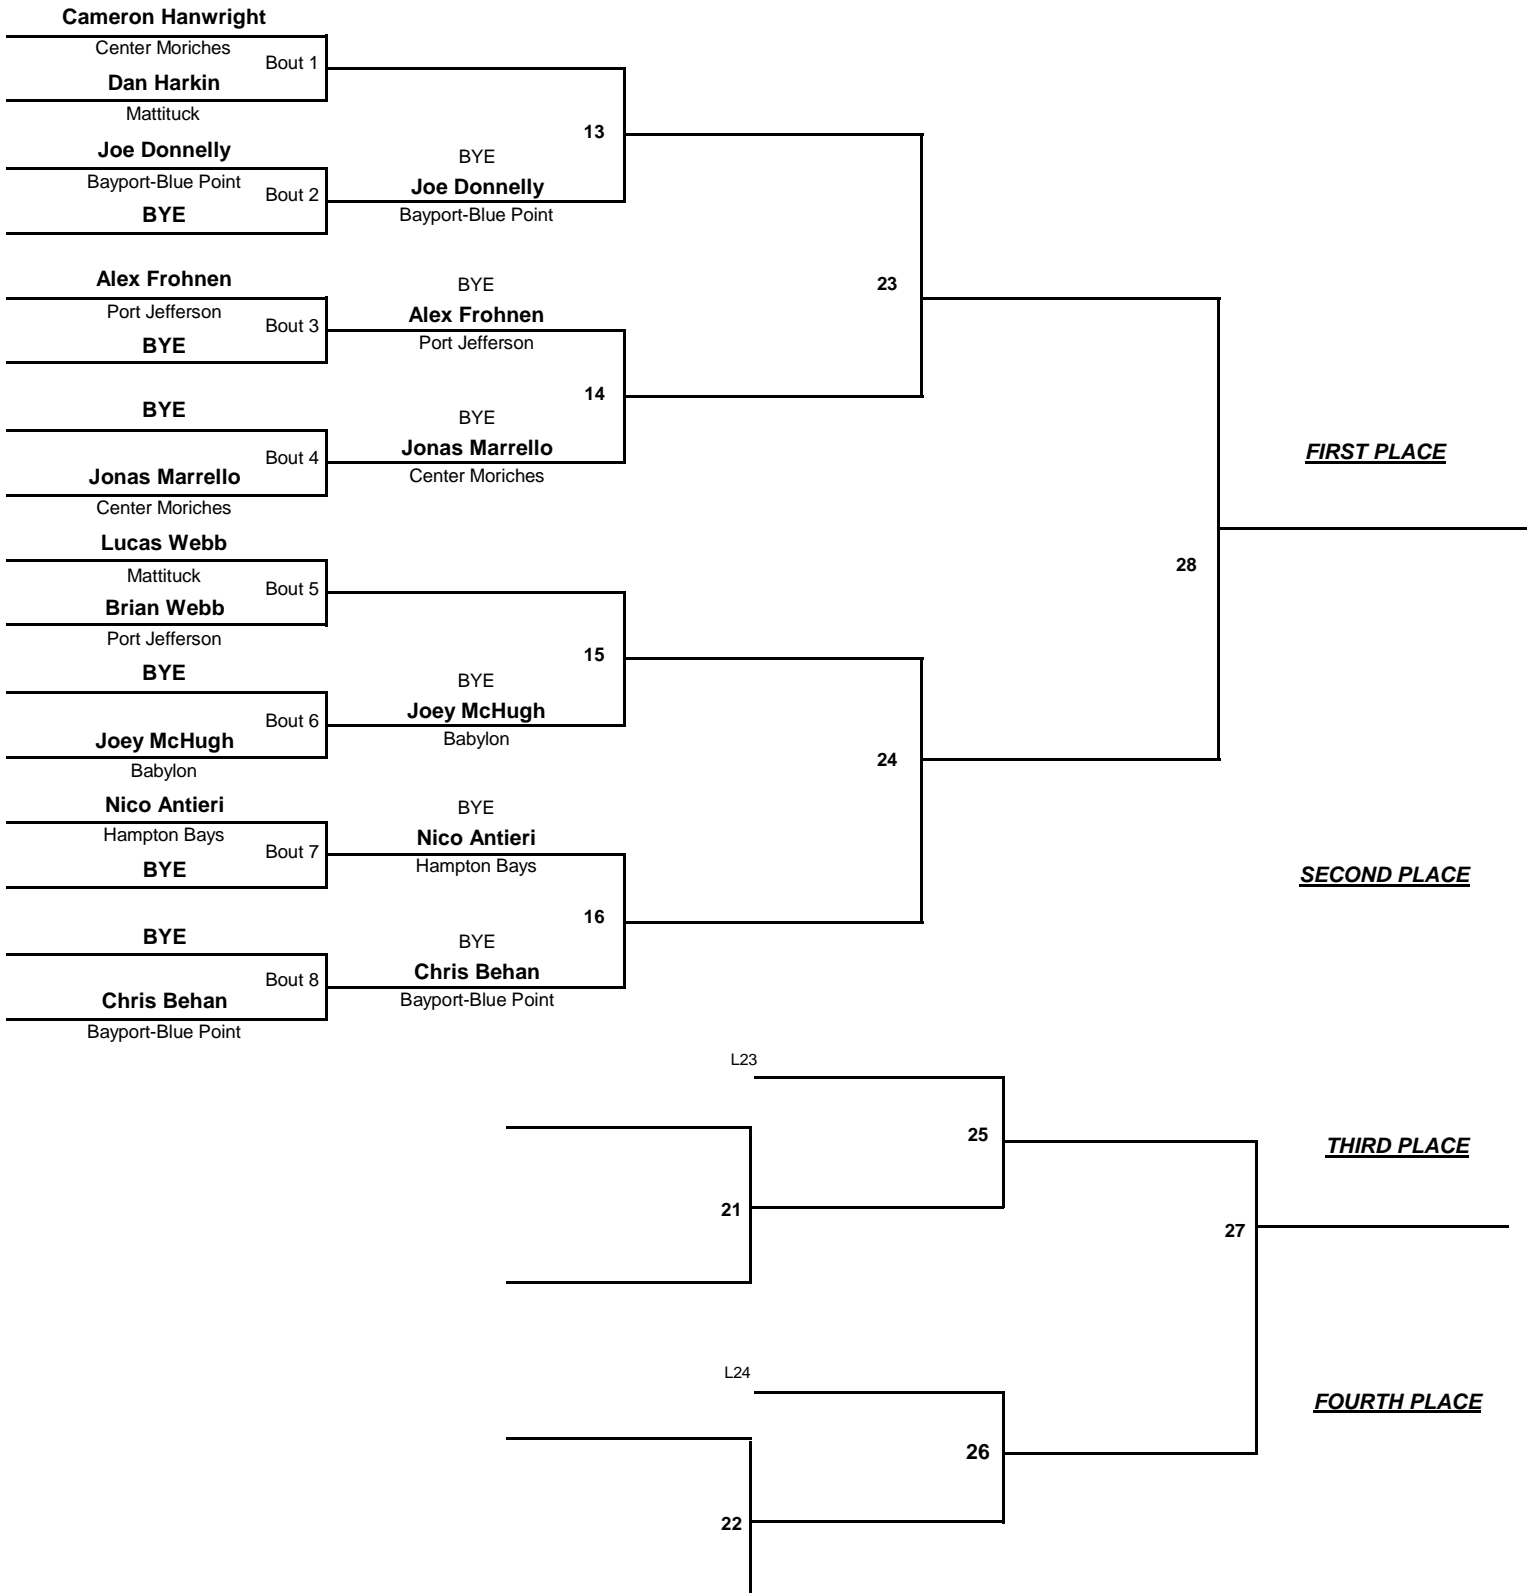 Cameron Hanwright
Center Moriches
Bout 1
Dan Harkin
Mattituck
Joe Donnelly
Bayport-Blue Point
Bout 2
BYE
Alex Frohnen
Port Jefferson
Bout 3
BYE
BYE
Bout 4
Jonas Marrello
Center Moriches
Lucas Webb
Mattituck
Bout 5
Brian Webb
Port Jefferson
BYE
Bout 6
Joey McHugh
Babylon
Nico Antieri
Hampton Bays
Bout 7
BYE
BYE
Bout 8
Chris Behan
Bayport-Blue Point
BYE
Joe Donnelly
Bayport-Blue Point
BYE
Alex Frohnen
Port Jefferson
BYE
Jonas Marrello
Center Moriches
BYE
Joey McHugh
Babylon
BYE
Nico Antieri
Hampton Bays
BYE
Chris Behan
Bayport-Blue Point
13
14
15
16
23
24
28
FIRST PLACE
SECOND PLACE
L23
25
21
27
THIRD PLACE
L24
26
22
FOURTH PLACE